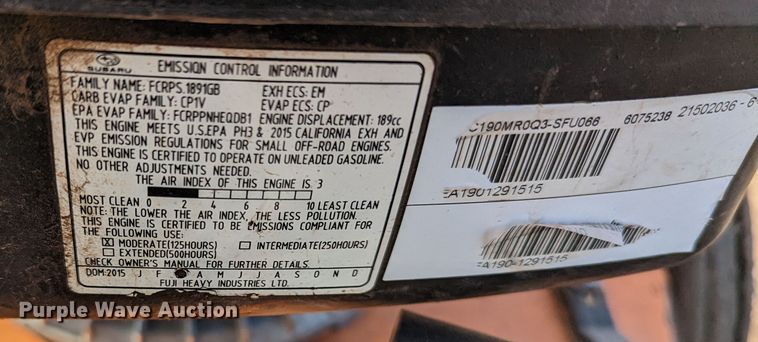 SUBARU EMISSION CONTROL INFORMATION
FAMILY NAME: FCRPS.1891GB EXH ECS: EM
CARB EVAP FAMILY: CP1V EVAP ECS: CP
EPA EVAP FAMILY: FCRPPNHEQDB1 ENGINE DISPLACEMENT: 189cc
THIS ENGINE MEETS U.S.EPA PH3 & 2015 CALIFORNIA EXH AND
EVP EMISSION REGULATIONS FOR SMALL OFF-ROAD ENGINES.
THIS ENGINE IS CERTIFIED TO OPERATE ON UNLEADED GASOLINE.
NO OTHER ADJUSTMENTS NEEDED.
THE AIR INDEX OF THIS ENGINE IS 3
MOST CLEAN 0 2 4 6 8 10 LEAST CLEAN
NOTE: THE LOWER THE AIR INDEX, THE LESS POLLUTION.
THIS ENGINE IS CERTIFIED TO BE EMISSIONS COMPLIANT FOR
THE FOLLOWING USE:
☒ MODERATE(125HOURS) ☐ INTERMEDIATE(250HOURS)
☐ EXTENDED(500HOURS)
CHECK OWNER'S MANUAL FOR FURTHER DETAILS.
DOM:2015 J F A M J J A S O N D
FUJI HEAVY INDUSTRIES LTD.
C190MR0Q3-SFU066 6075238 21502036-6
EA1901291515
EA190-1291515
Purple Wave Auction